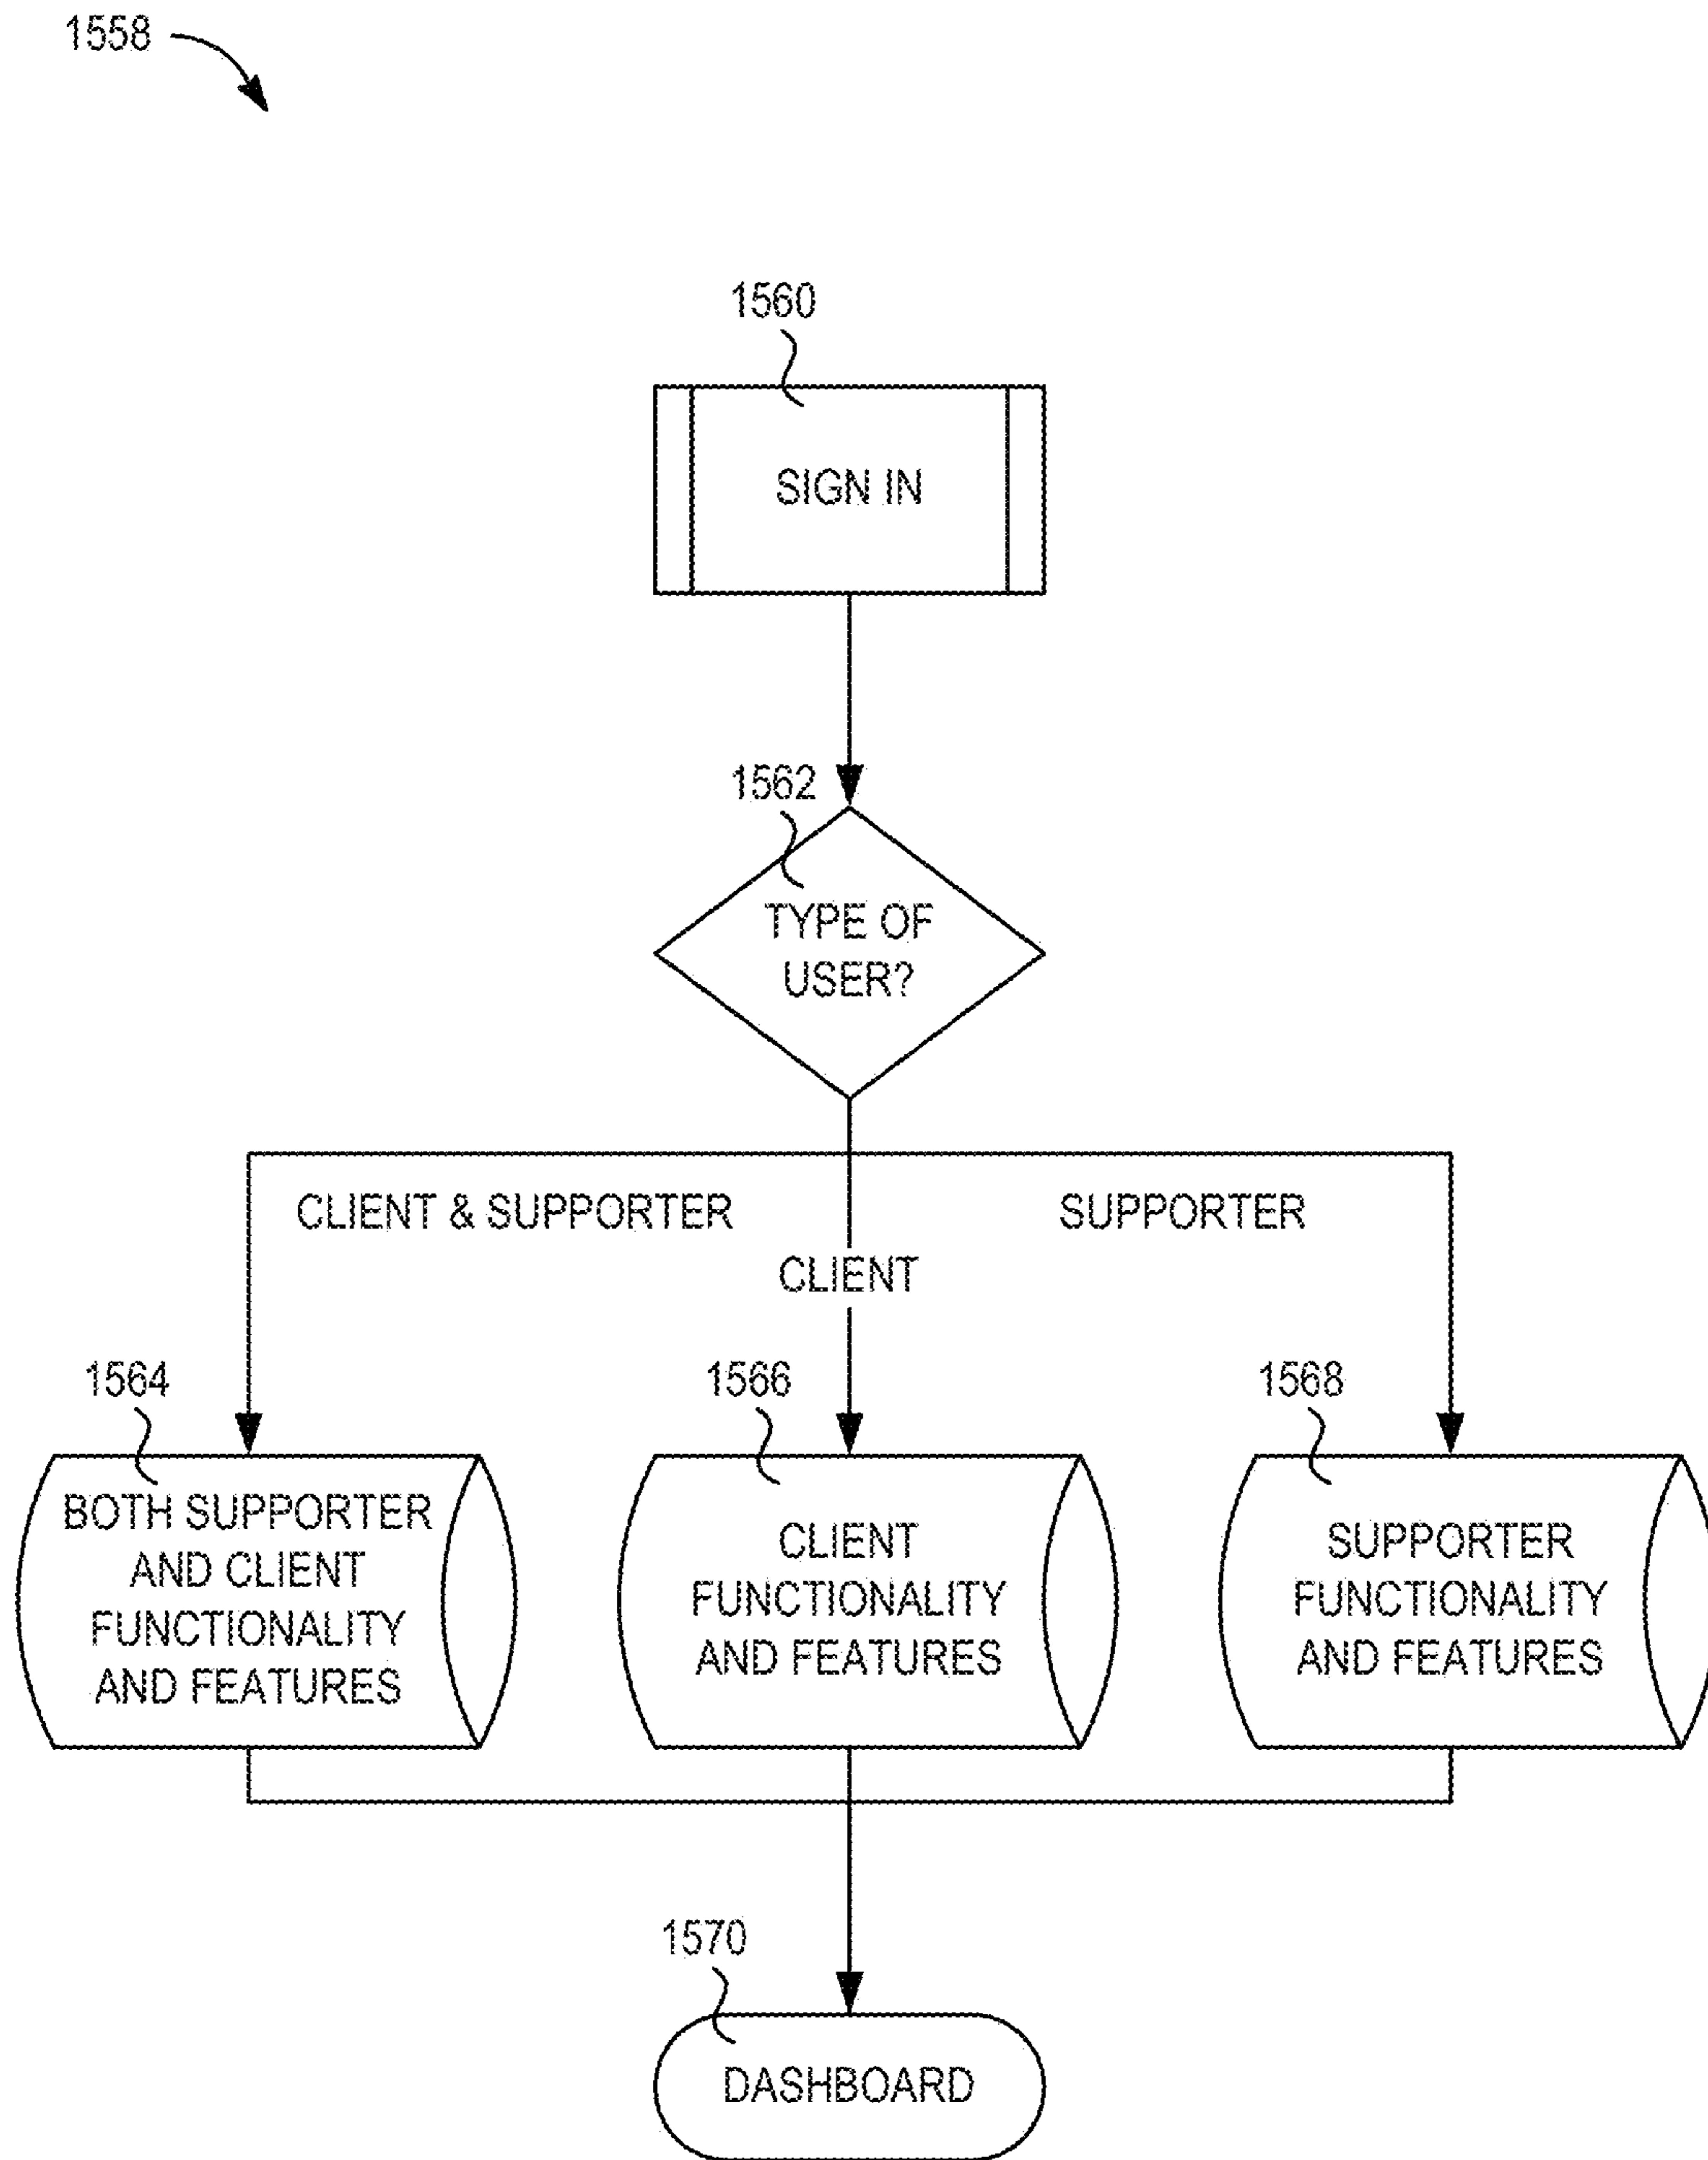 1558
1560
SIGN IN
1562
TYPE OF
USER?
CLIENT & SUPPORTER
SUPPORTER
CLIENT
1564
1566
1568
BOTH SUPPORTER
AND CLIENT
FUNCTIONALITY
AND FEATURES
CLIENT
FUNCTIONALITY
AND FEATURES
SUPPORTER
FUNCTIONALITY
AND FEATURES
1570
DASHBOARD